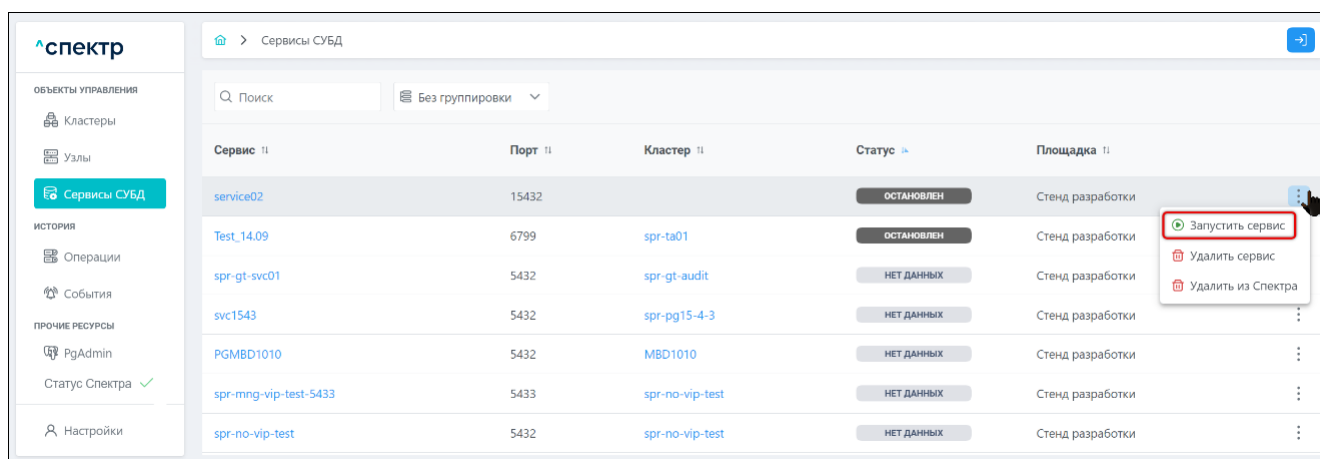 ^спектр
Сервисы СУБД
ОБЪЕКТЫ УПРАВЛЕНИЯ
Кластеры
Узлы
Сервисы СУБД
ИСТОРИЯ
Операции
События
ПРОЧИЕ РЕСУРСЫ
PgAdmin
Статус Спектра
Настройки
Поиск Без группировки
Сервис Порт Кластер Статус Площадка
service02 15432 ОСТАНОВЛЕН Стенд разработки
Test_14.09 6799 spr-ta01 ОСТАНОВЛЕН Стенд разработки
spr-gt-svc01 5432 spr-gt-audit НЕТ ДАННЫХ Стенд разработки
svc1543 5432 spr-pg15-4-3 НЕТ ДАННЫХ Стенд разработки
PGMBD1010 5432 MBD1010 НЕТ ДАННЫХ Стенд разработки
spr-mng-vip-test-5433 5433 spr-no-vip-test НЕТ ДАННЫХ Стенд разработки
spr-no-vip-test 5432 spr-no-vip-test НЕТ ДАННЫХ Стенд разработки
Запустить сервис
Удалить сервис
Удалить из Спектра